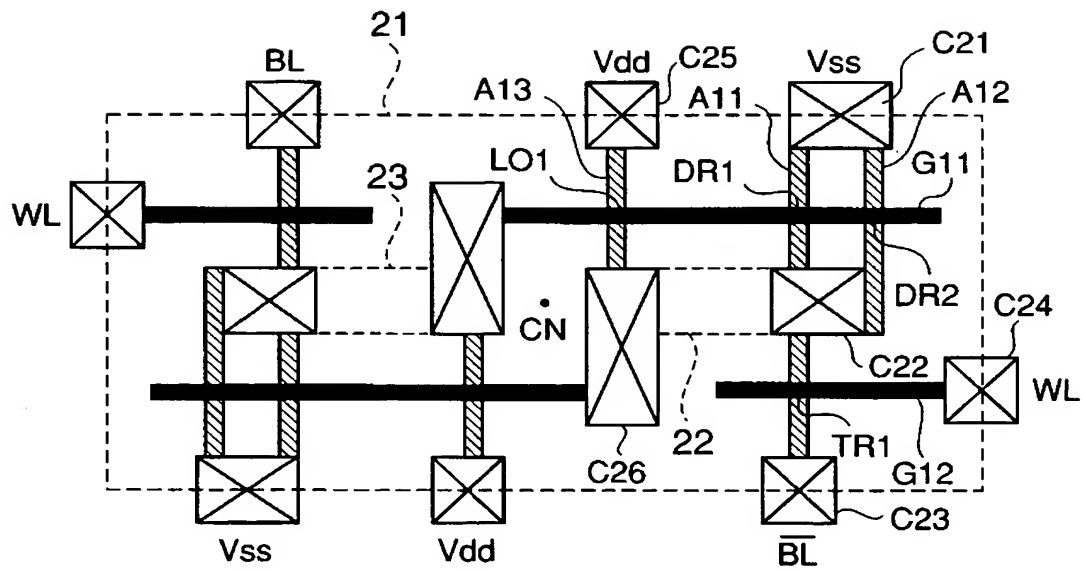 21
BL
Vdd
C25
Vss
C21
A13
A11
A12
LO1
DR1
G11
23
WL
DR2
CN
C24
C22
WL
22
TR1
C26
G12
C23
Vss
Vdd
B̅L̅